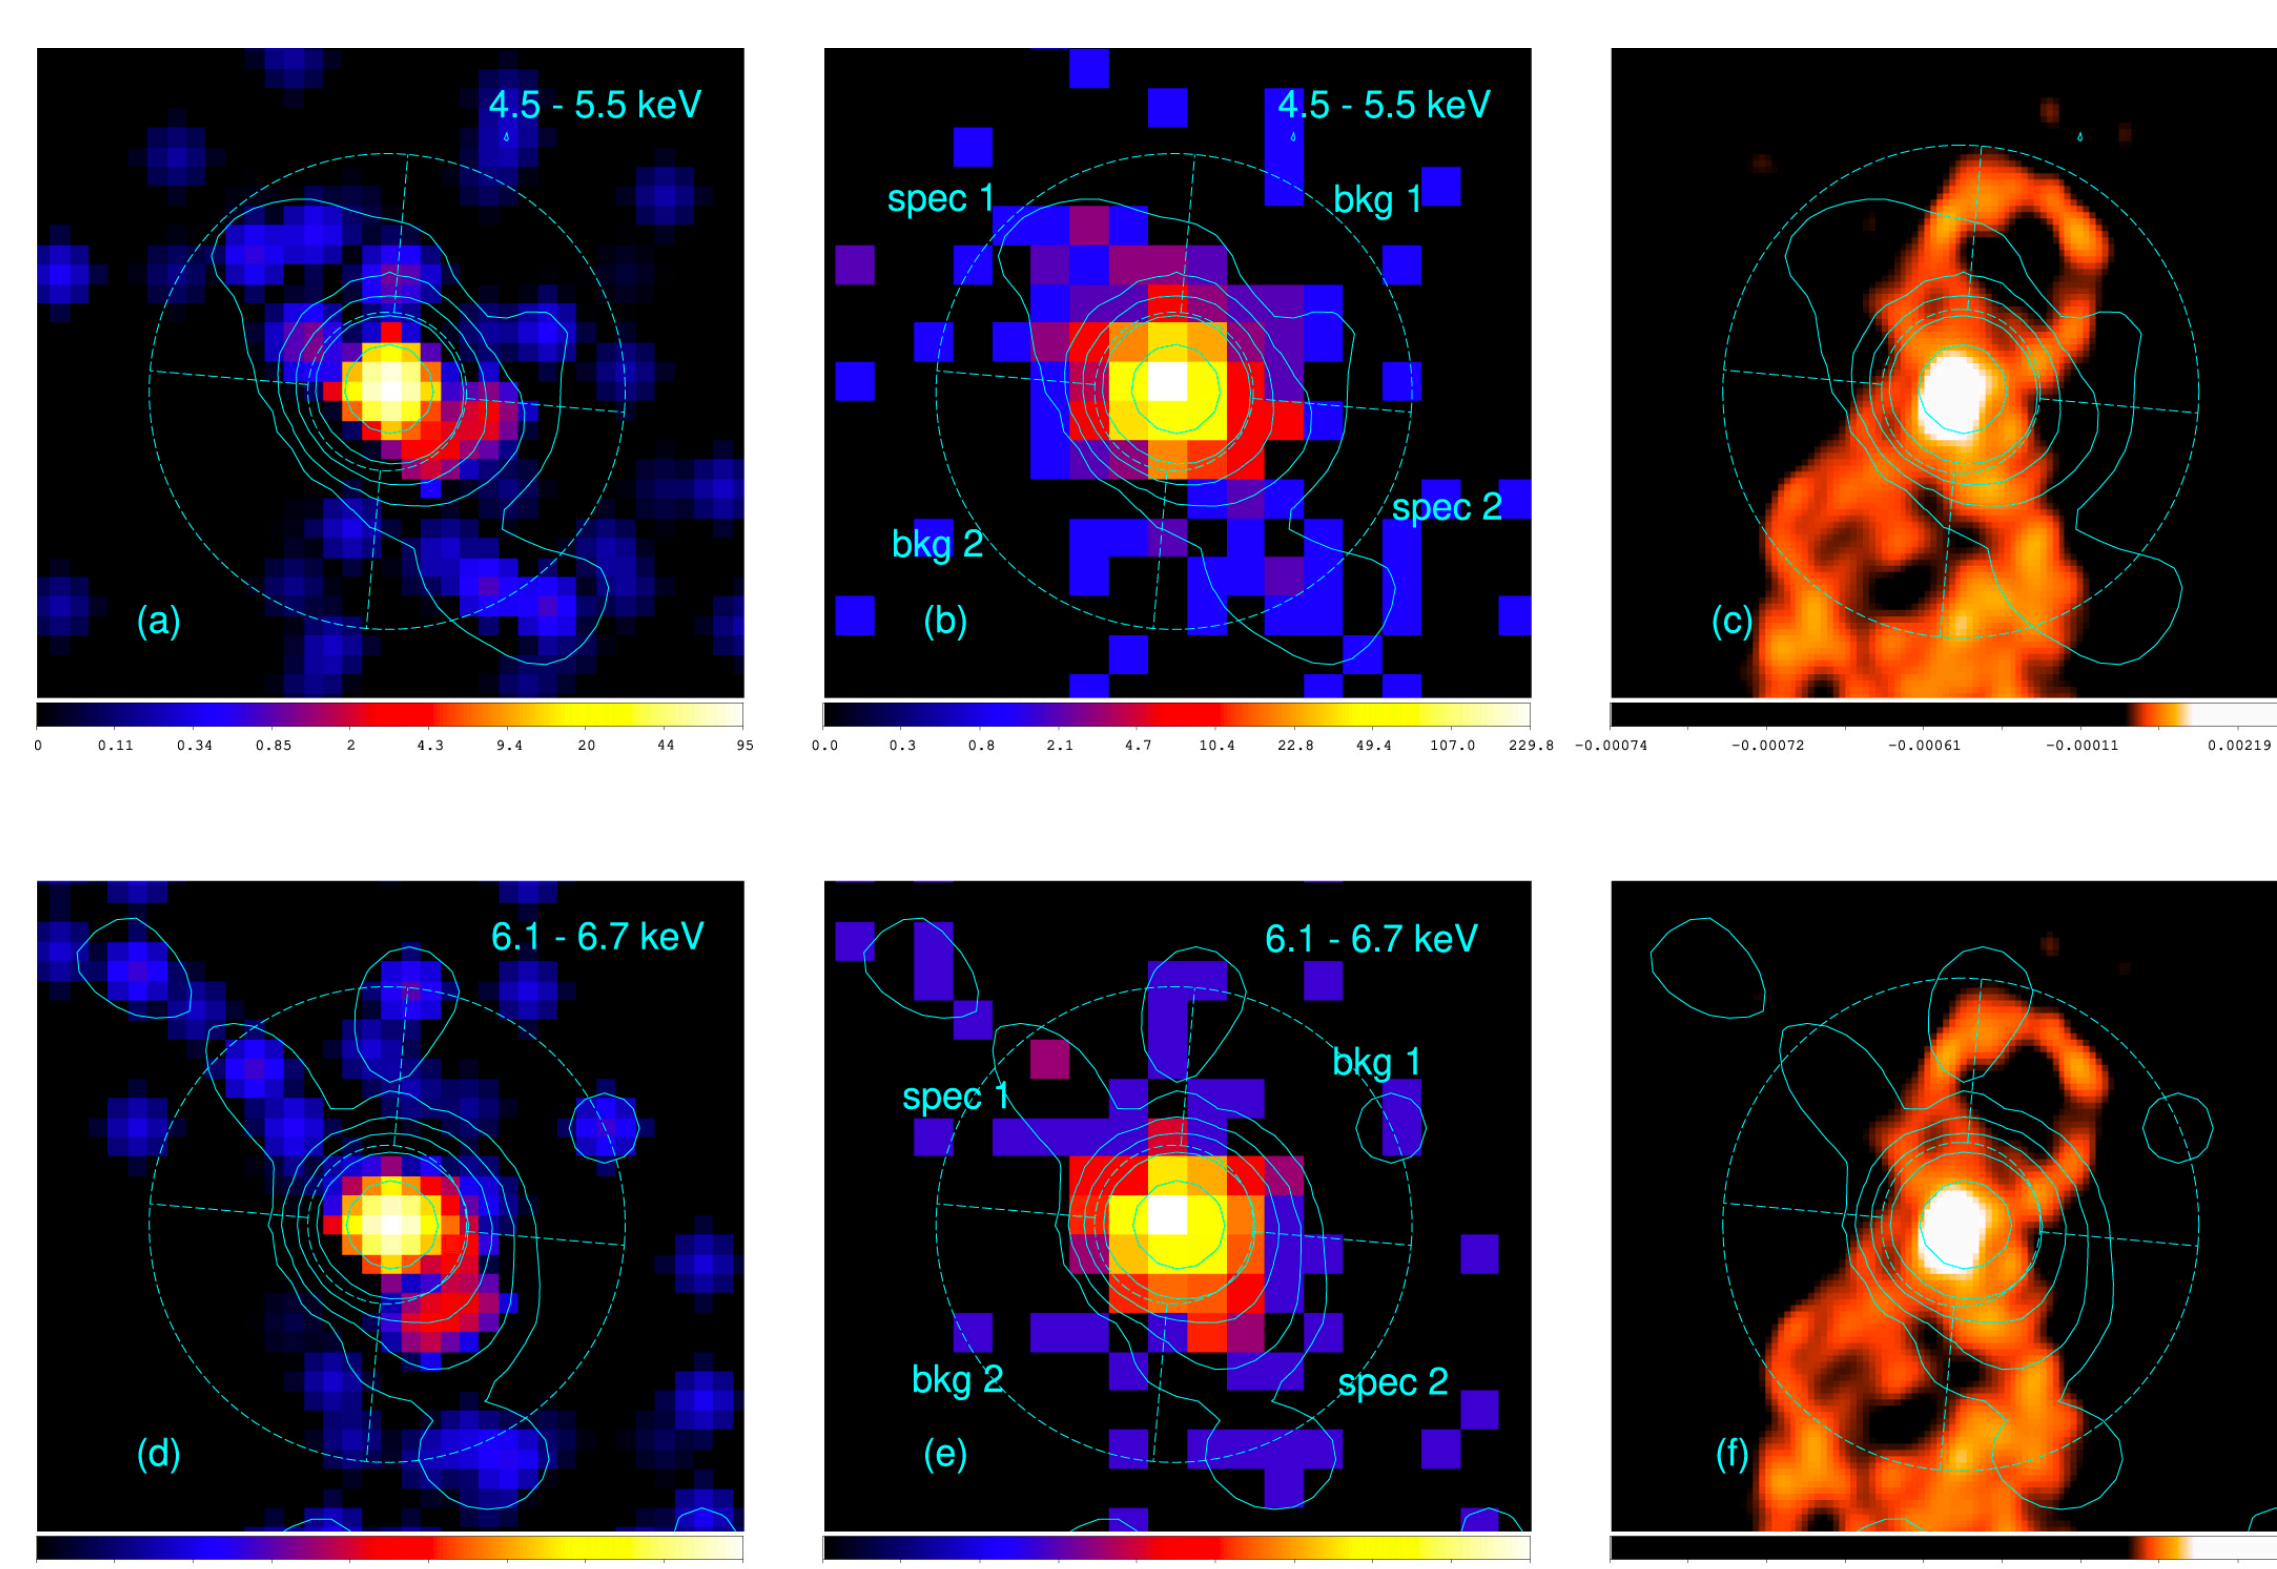 4.5 - 5.5 keV
4.5 - 5.5 keV
spec 1
bkg 1
spec 2
bkg 2
(a)
(b)
(c)
0 0.11 0.34 0.85 2 4.3 9.4 20 44 95
0.0 0.3 0.8 2.1 4.7 10.4 22.8 49.4 107.0 229.8
-0.00074 -0.00072 -0.00061 -0.00011 0.00219
6.1 - 6.7 keV
6.1 - 6.7 keV
bkg 1
spec 1
bkg 2
spec 2
(d)
(e)
(f)